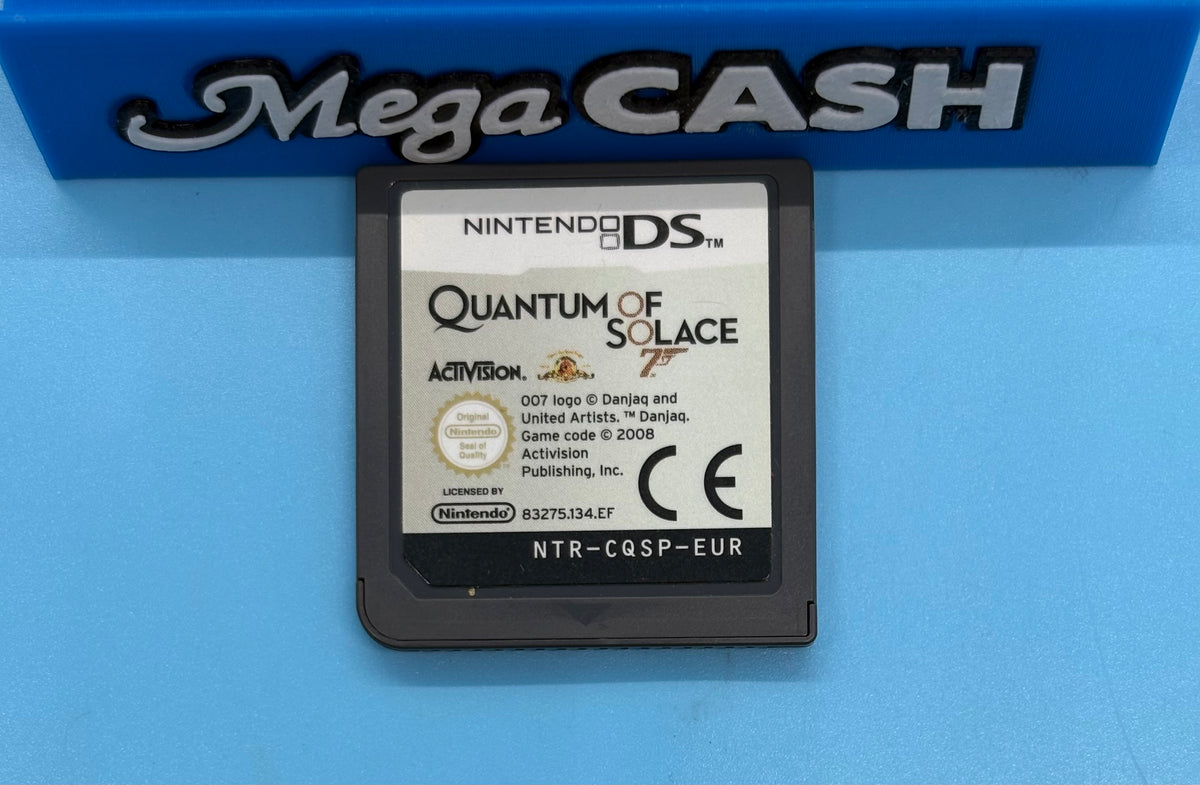 Mega CASH
NINTENDO DS™
QUANTUM OF
SOLACE
007
ACTIVISION®
007 logo © Danjaq and
United Artists. ™ Danjaq.
Game code © 2008
Activision
Publishing, Inc.
Original
Nintendo
Seal of
Quality
CE
LICENSED BY
Nintendo®
83275.134.EF
NTR-CQSP-EUR